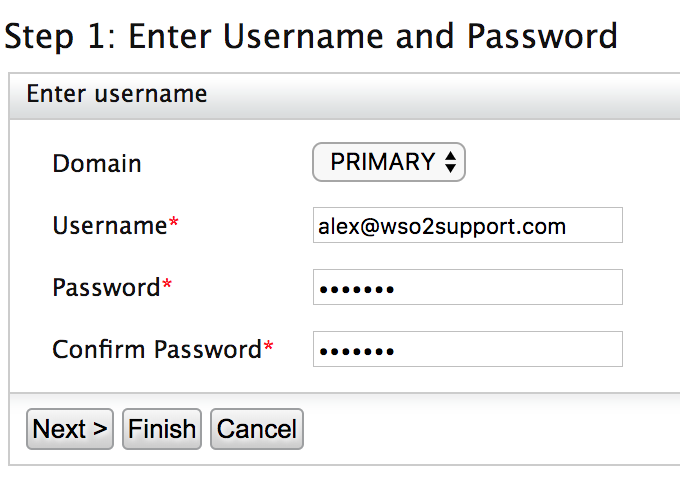 Step 1: Enter Username and Password
Enter username
Domain PRIMARY
Username* alex@wso2support.com
Password* •••••••
Confirm Password* •••••••
Next > Finish Cancel